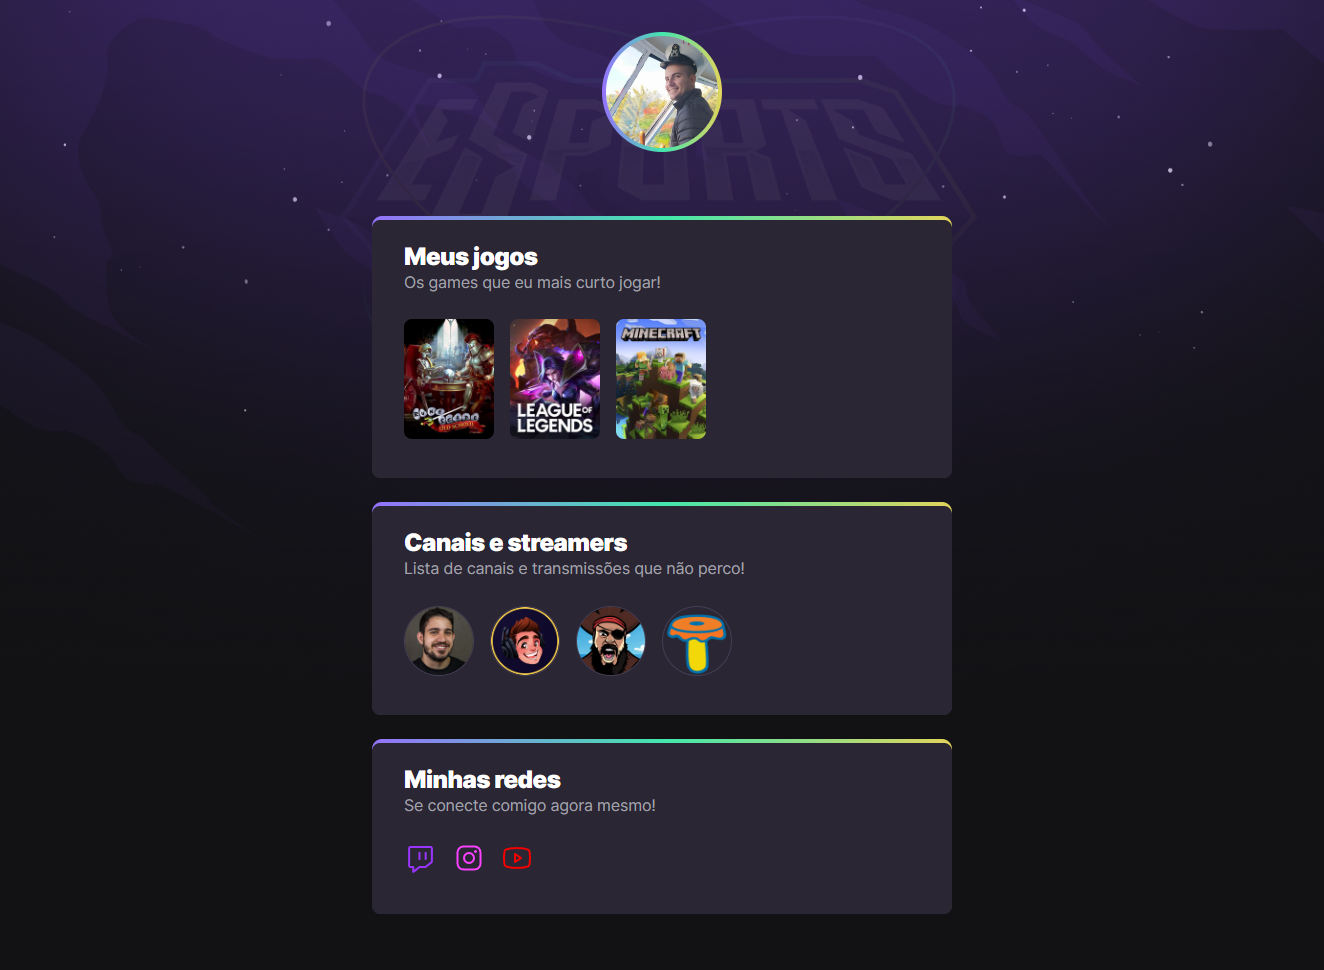 ESPORTS
Meus jogos
Os games que eu mais curto jogar!
OLD SCHOOL
LEAGUE OF
LEGENDS
MINECRAFT
Canais e streamers
Lista de canais e transmissões que não perco!
Minhas redes
Se conecte comigo agora mesmo!